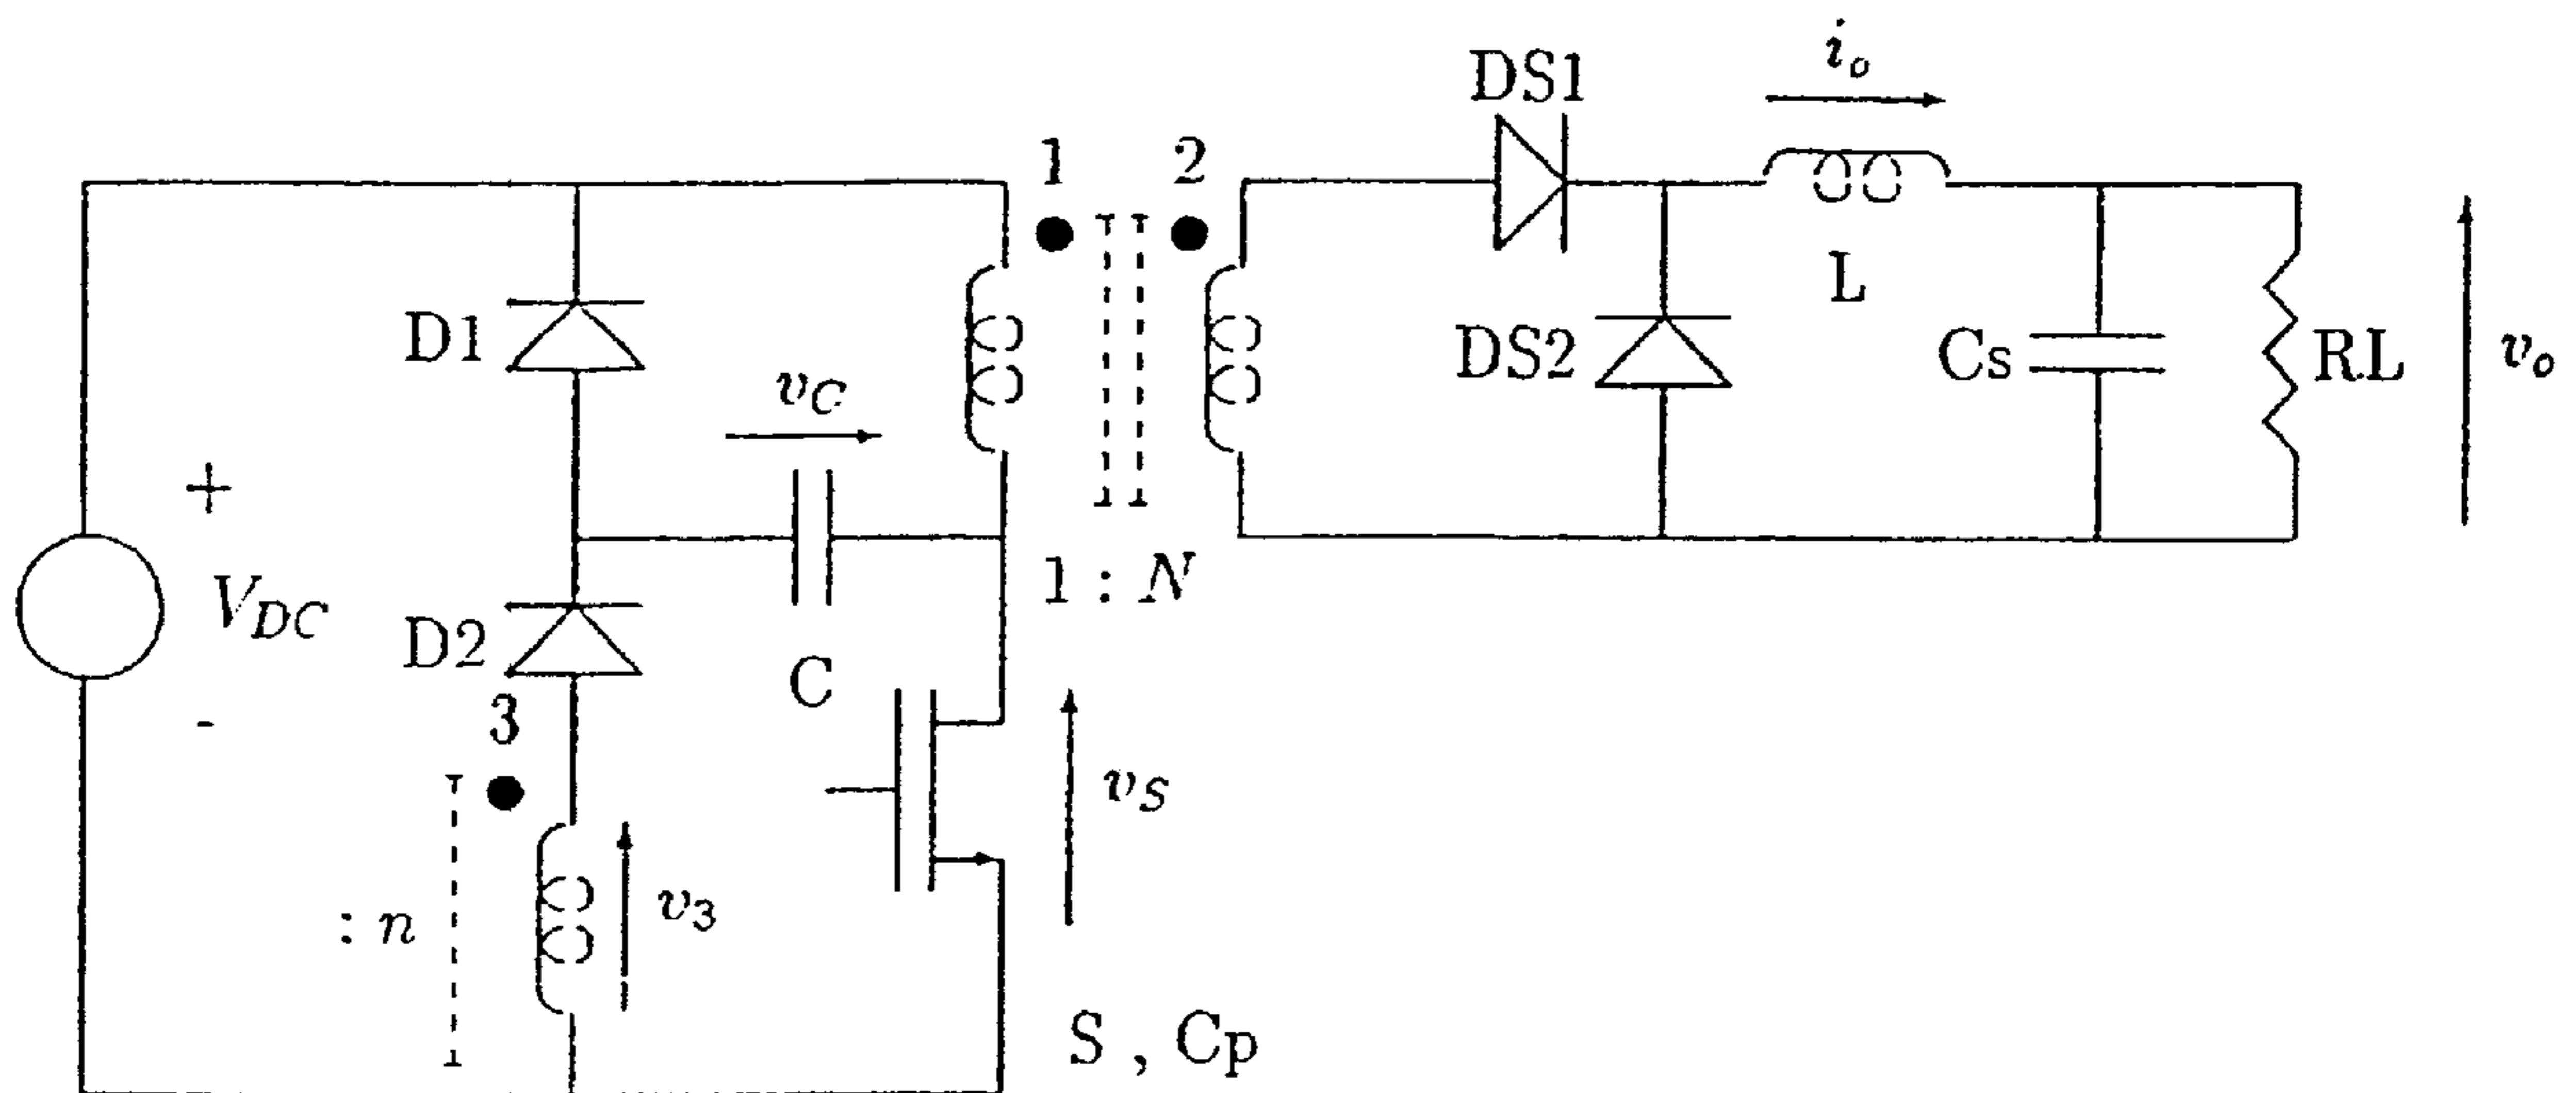 i_o
DS1
1
2
D1
v_C
L
DS2
Cs
RL
v_o
+
V_DC
1 : N
D2
C
3
-
v_S
: n
v_3
S , Cp